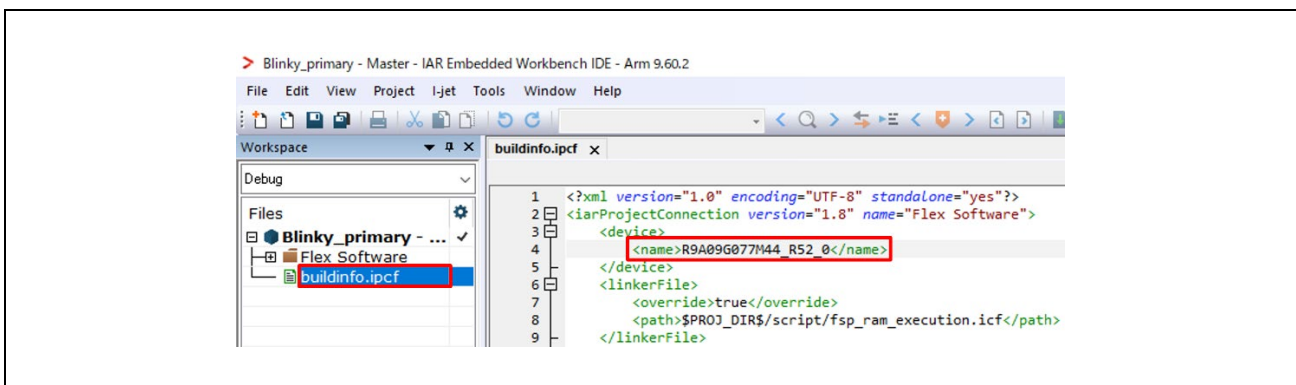 Blinky_primary - Master - IAR Embedded Workbench IDE - Arm 9.60.2
File Edit View Project I-jet Tools Window Help
Workspace
Debug
Files
Blinky_primary - ...
Flex Software
buildinfo.ipcf
buildinfo.ipcf x
1 <?xml version="1.0" encoding="UTF-8" standalone="yes"?>
2 <iarProjectConnection version="1.8" name="Flex Software">
3 <device>
4 <name>R9A09G077M44_R52_0</name>
5 </device>
6 <linkerFile>
7 <override>true</override>
8 <path>$PROJ_DIR$/script/fsp_ram_execution.icf</path>
9 </linkerFile>